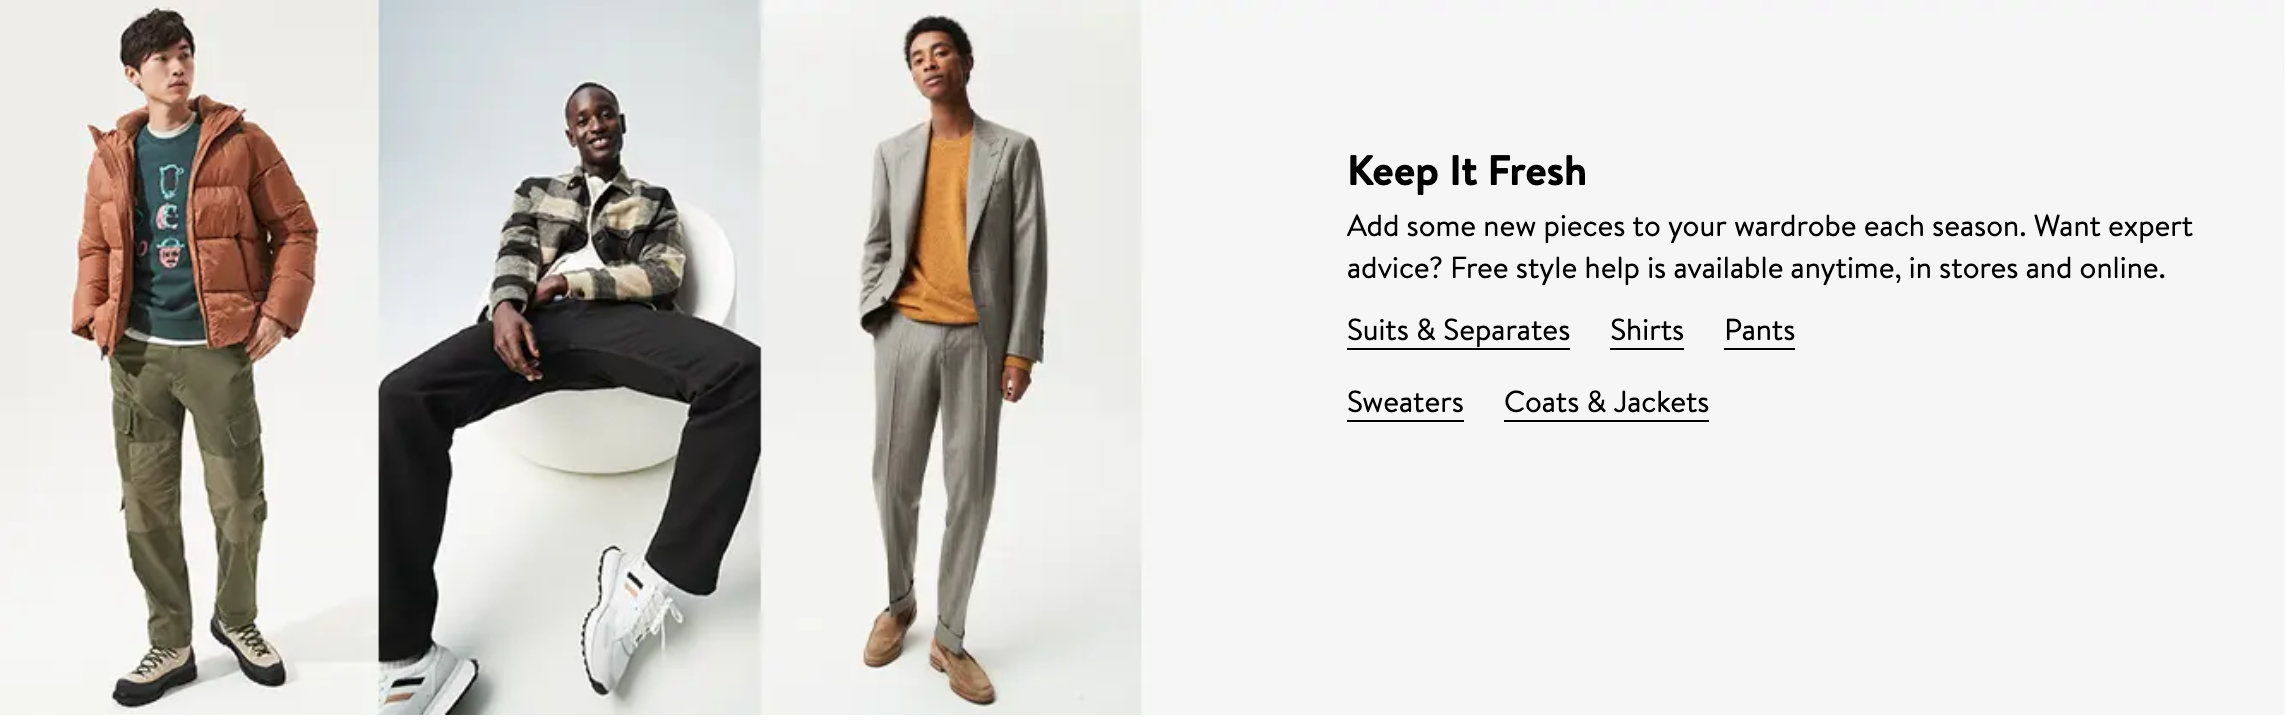 Keep It Fresh
Add some new pieces to your wardrobe each season. Want expert
advice? Free style help is available anytime, in stores and online.
Suits & Separates Shirts Pants
Sweaters Coats & Jackets